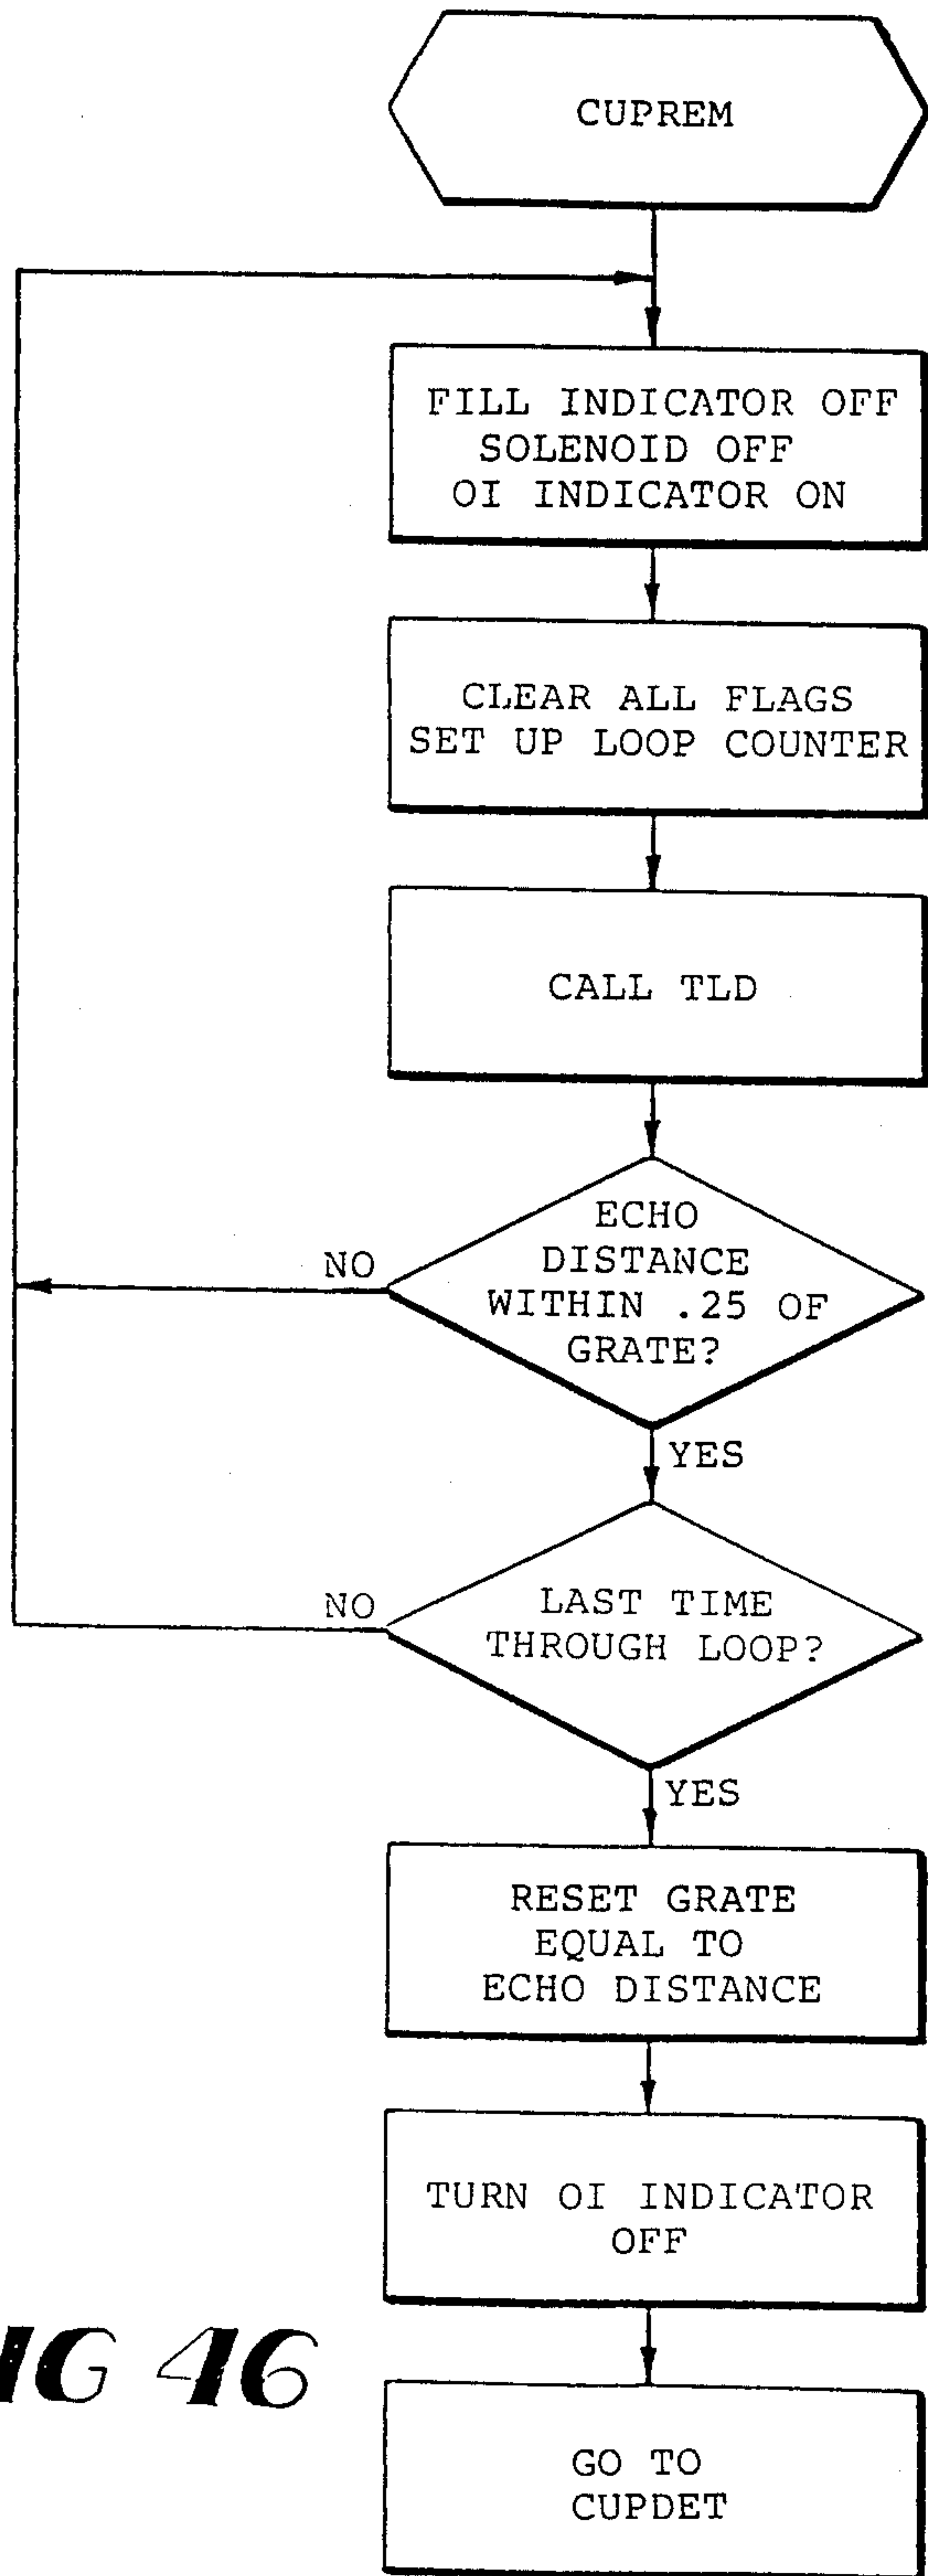 CUPREM
FILL INDICATOR OFF
SOLENOID OFF
OI INDICATOR ON
CLEAR ALL FLAGS
SET UP LOOP COUNTER
CALL TLD
ECHO
DISTANCE
WITHIN .25 OF
GRATE?
NO
YES
LAST TIME
THROUGH LOOP?
NO
YES
RESET GRATE
EQUAL TO
ECHO DISTANCE
TURN OI INDICATOR
OFF
IG 46
GO TO
CUPDET